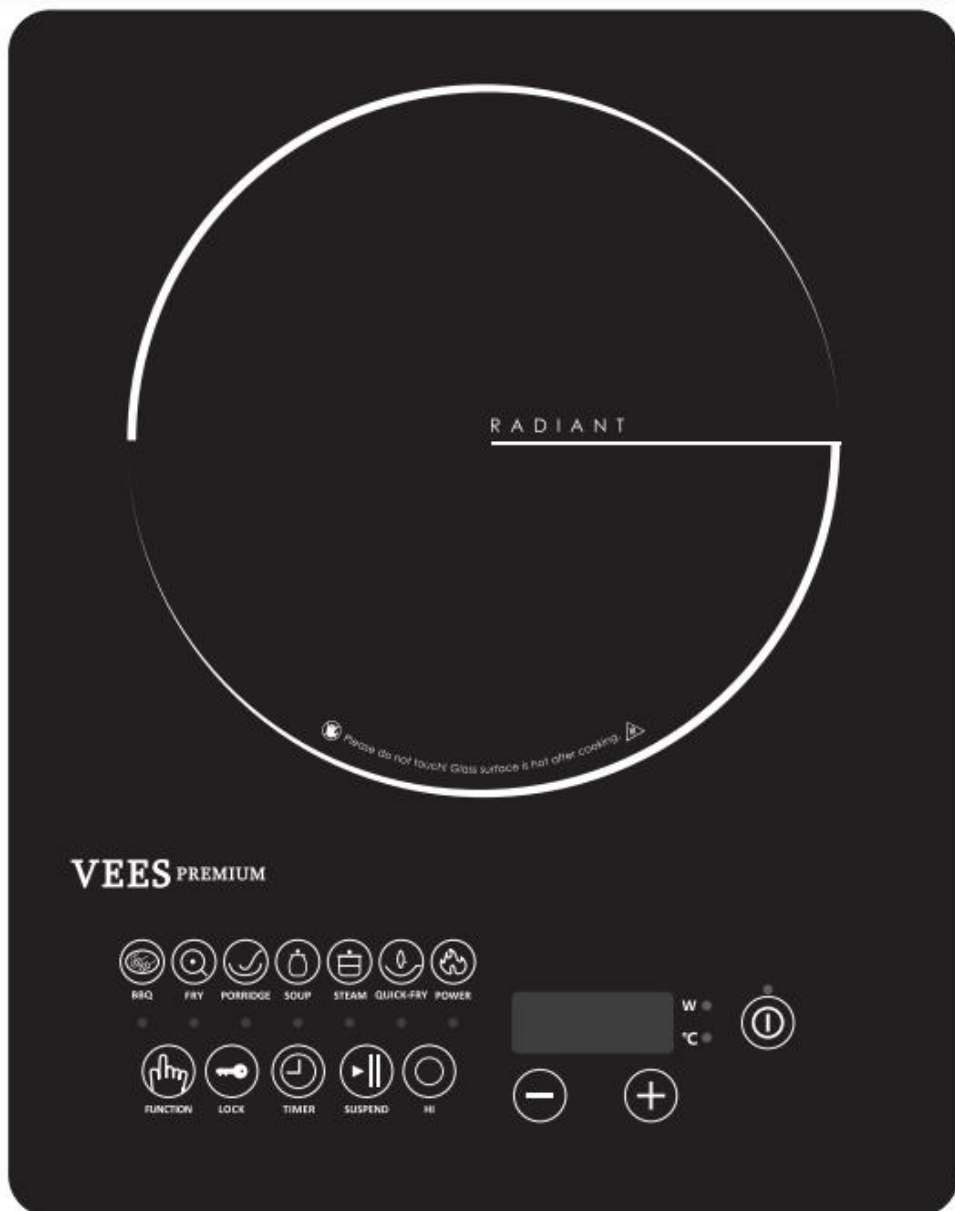 RADIANT
Please do not touch! Glass surface is hot after cooking.
VEES PREMIUM
BBQ FRY PORRIDGE SOUP STEAM QUICK-FRY POWER
W
°C
FUNCTION LOCK TIMER SUSPEND HI